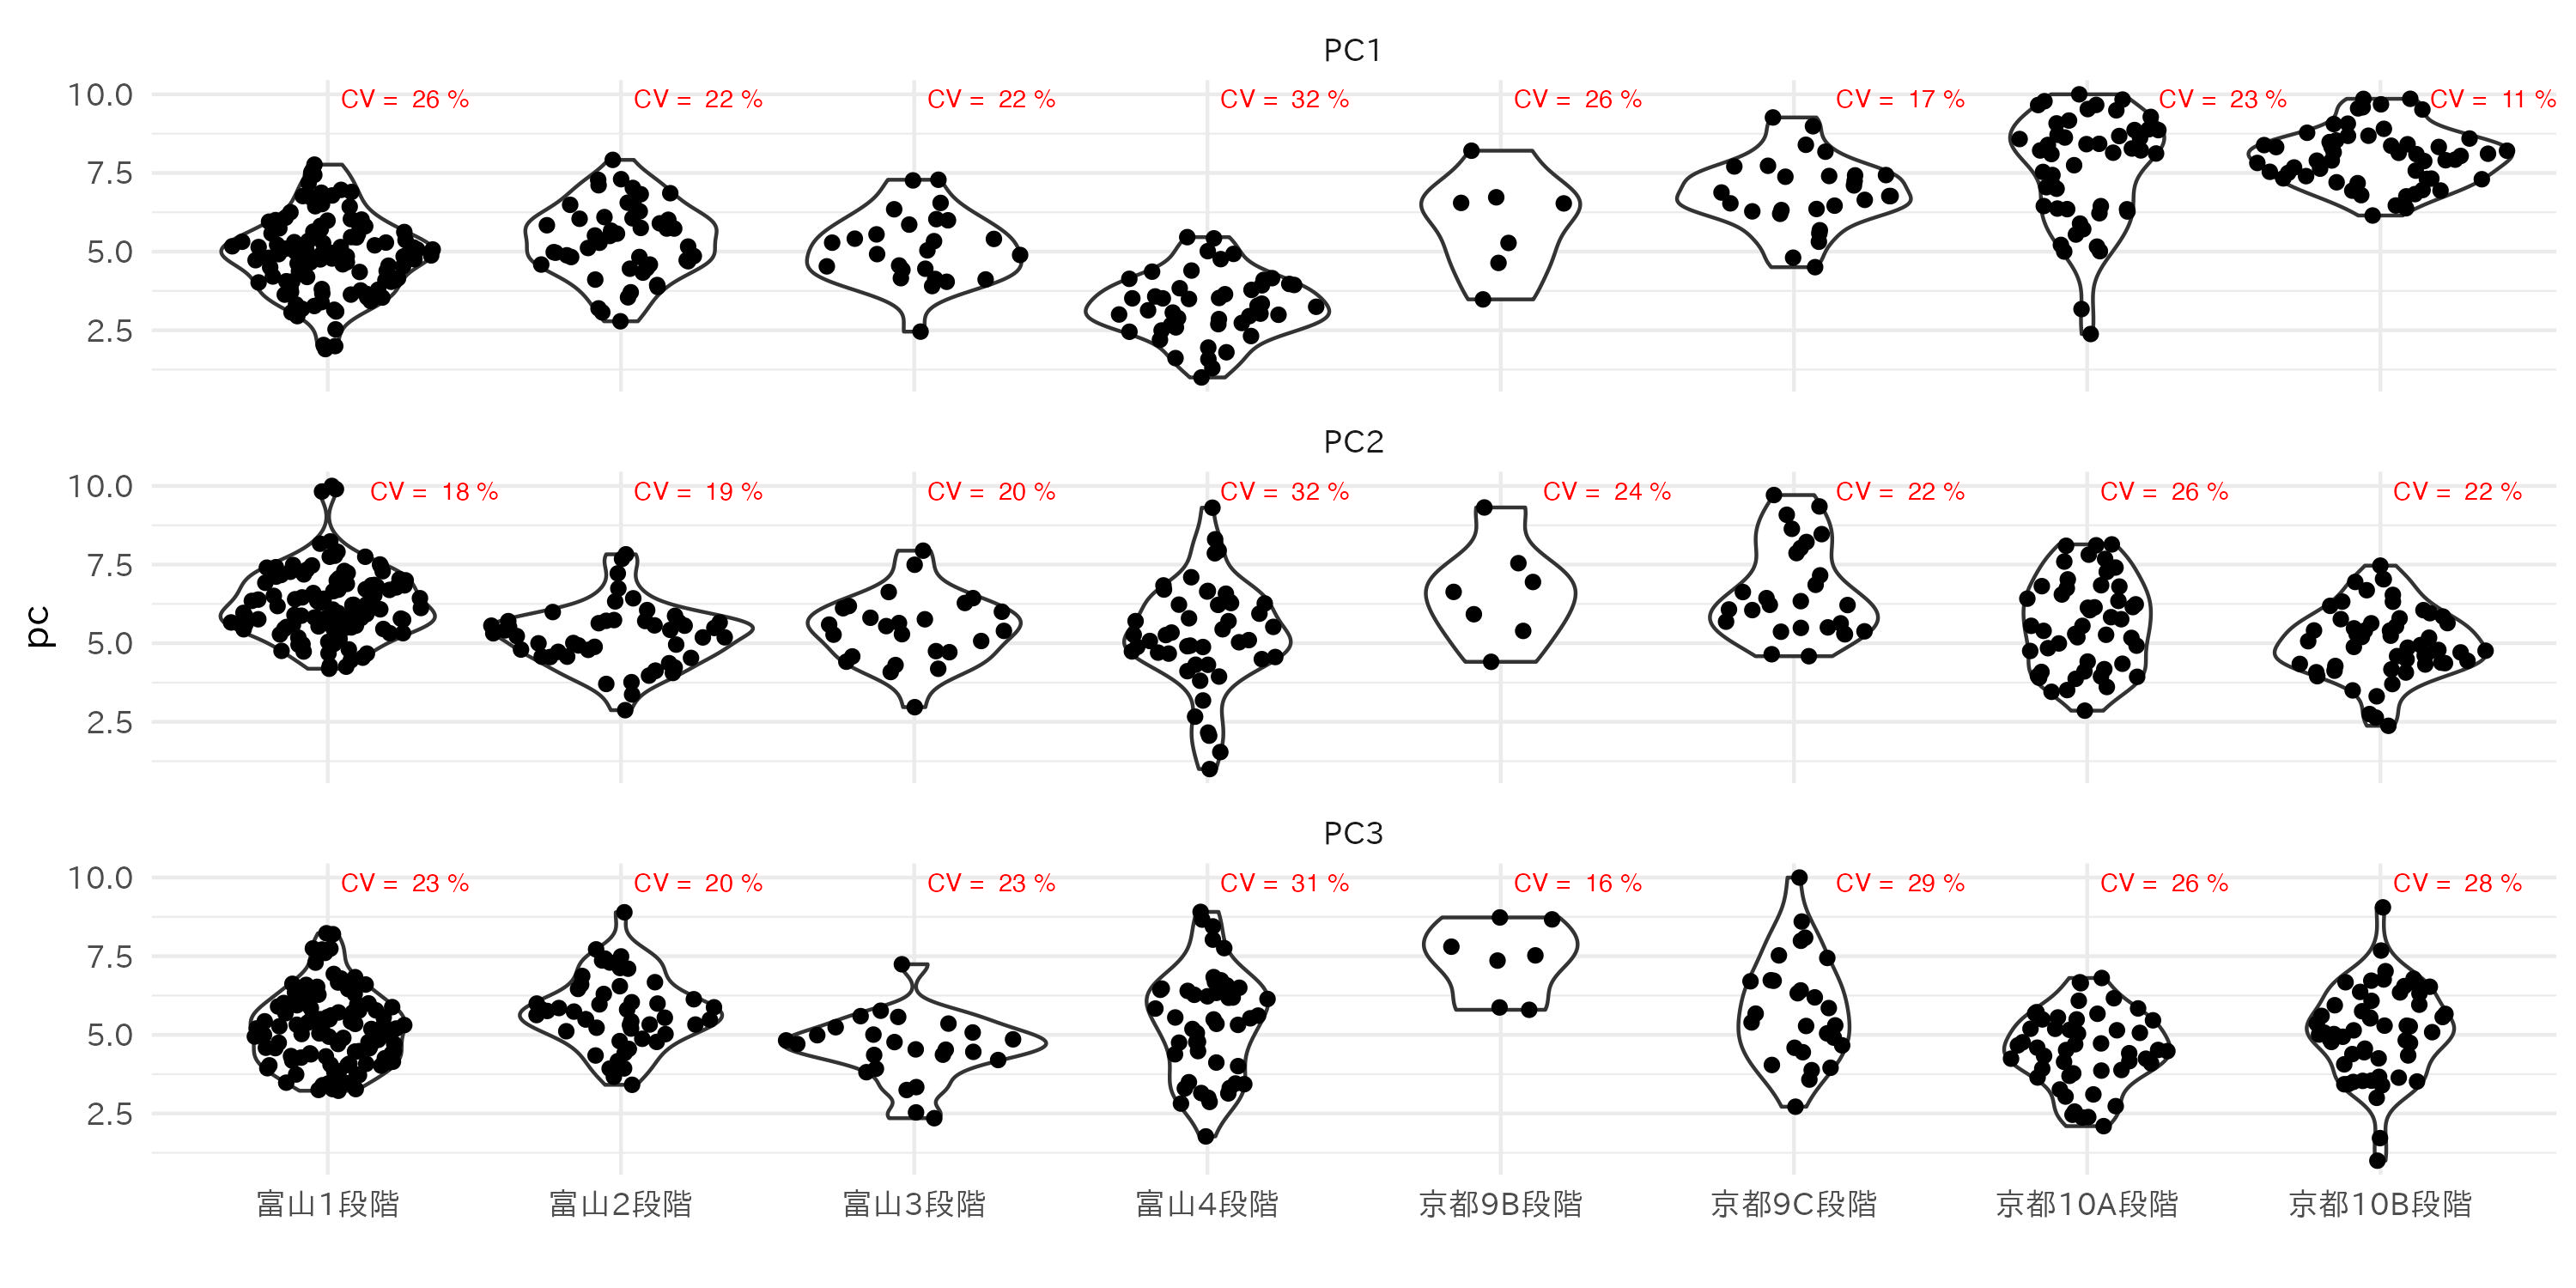 PC1
10.0
7.5
5.0
2.5
CV = 26 %
CV = 22 %
CV = 22 %
CV = 32 %
CV = 26 %
CV = 17 %
CV = 23 %
CV = 11 %
PC2
10.0
7.5
5.0
2.5
CV = 18 %
CV = 19 %
CV = 20 %
CV = 32 %
CV = 24 %
CV = 22 %
CV = 26 %
CV = 22 %
pc
PC3
10.0
7.5
5.0
2.5
CV = 23 %
CV = 20 %
CV = 23 %
CV = 31 %
CV = 16 %
CV = 29 %
CV = 26 %
CV = 28 %
富山1段階
富山2段階
富山3段階
富山4段階
京都9B段階
京都9C段階
京都10A段階
京都10B段階